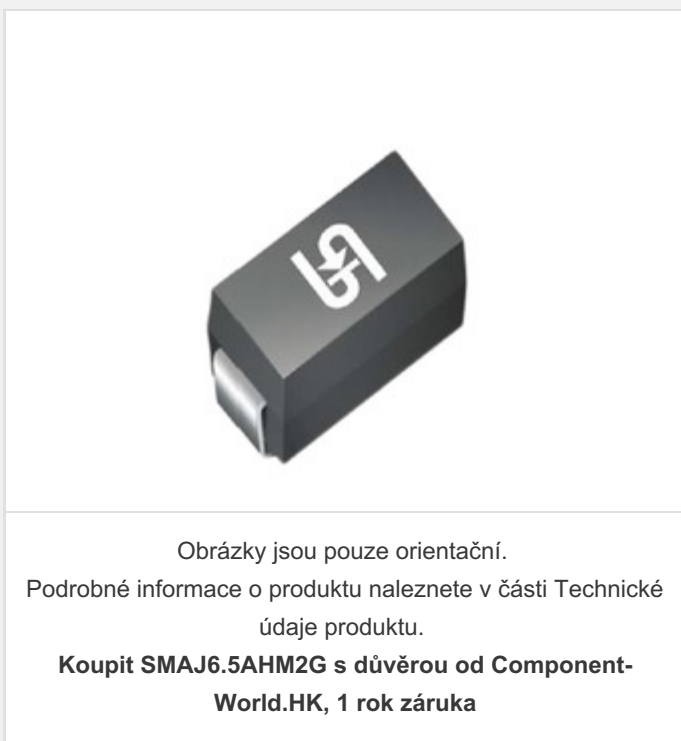 Obrázky jsou pouze orientační.
Podrobné informace o produktu naleznete v části Technické
údaje produktu.
Koupit SMAJ6.5AHM2G s důvěrou od Component-
World.HK, 1 rok záruka